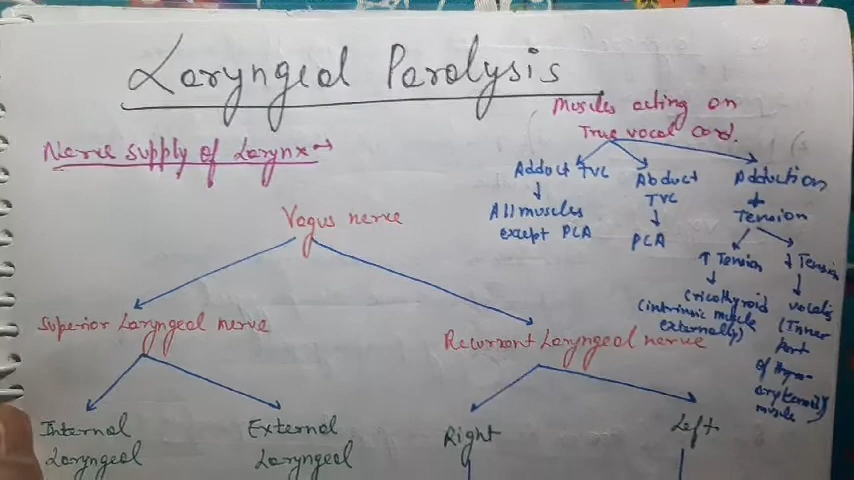 Laryngeal Paralysis
Muscles acting on
True vocal cord.
Nerve supply of Larynx →
Adduct TVC
All muscles
except PCA
Abduct
TVC
PCA
Adduction
+
Tension
↑ Tension
Cricothyroid
(intrinsic muscle
externally)
↓ Tension
vocalis
(Inner
part
of thyro-
arytenoid
muscle)
Vagus nerve
Superior Laryngeal nerve
Recurrent Laryngeal nerve
Internal
Laryngeal
External
Laryngeal
Right
Left